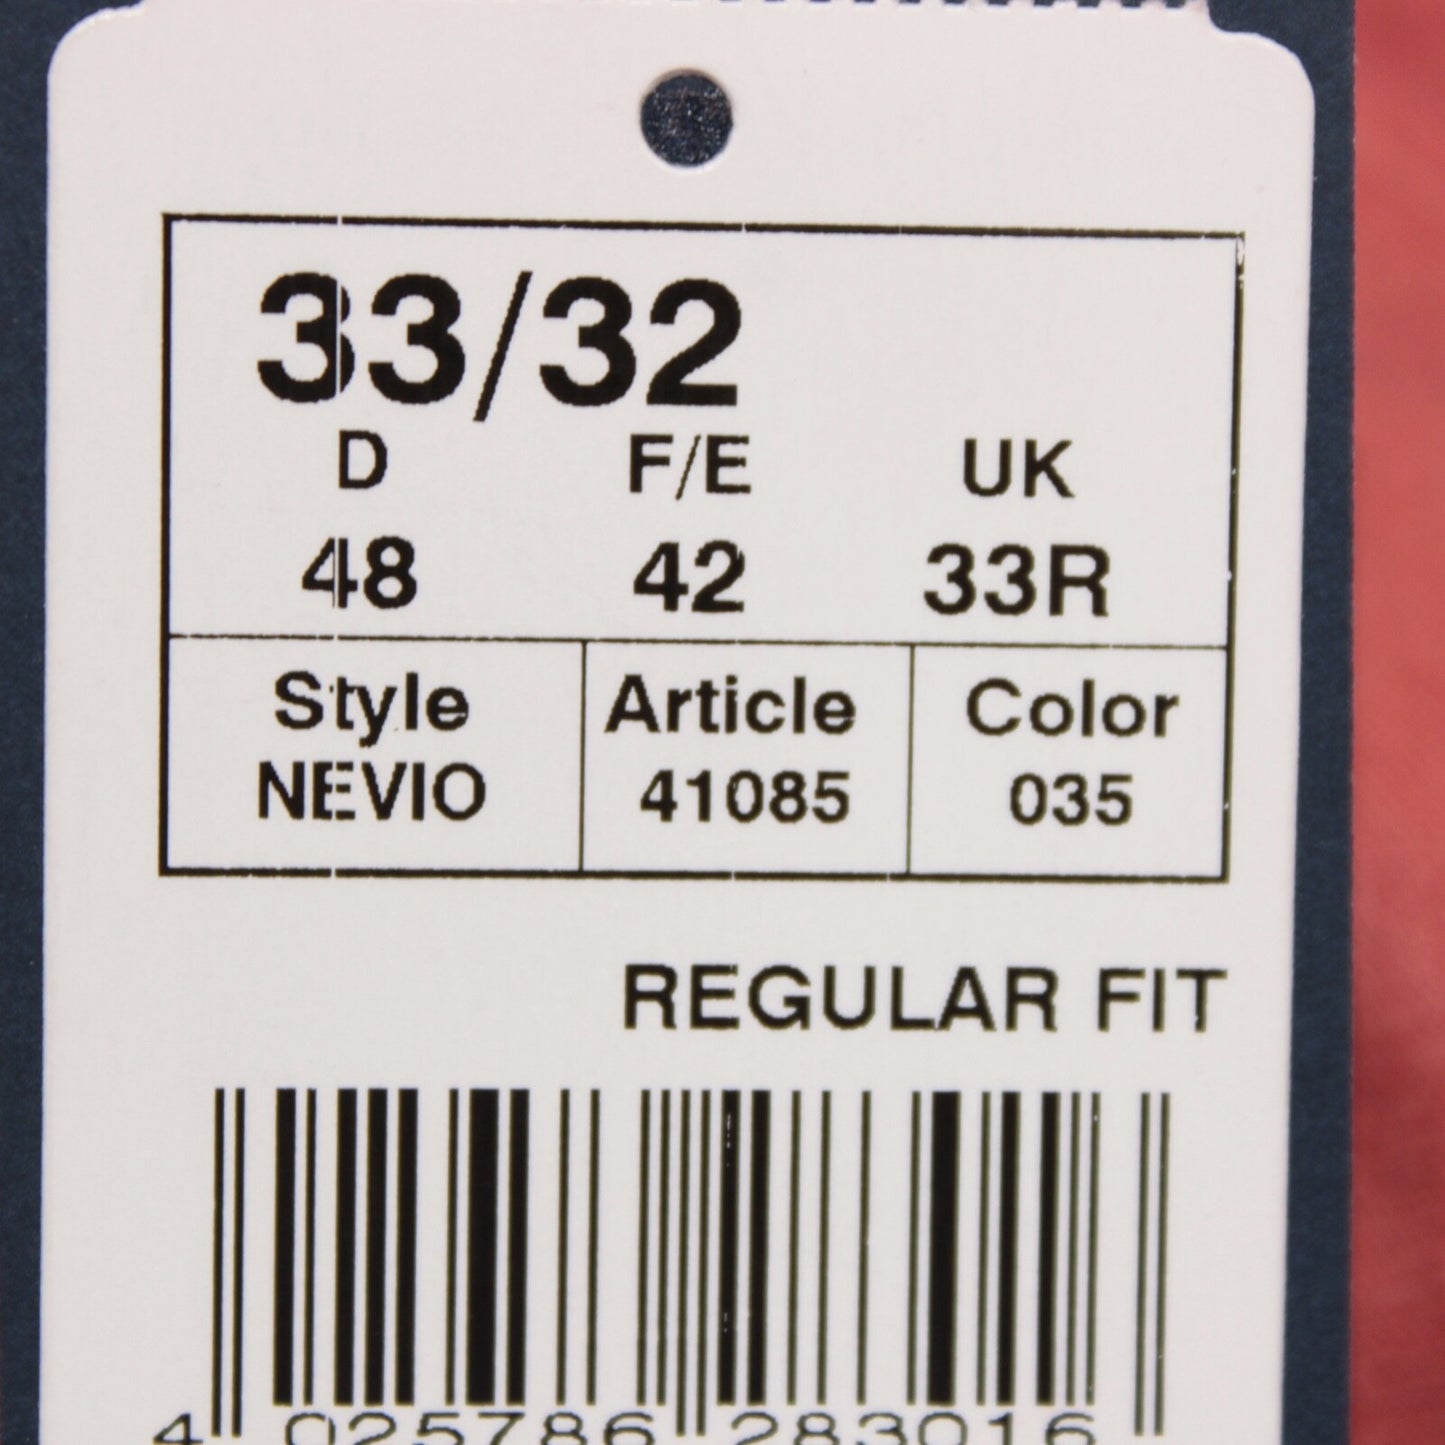 33/32
D F/E UK
48 42 33R
Style Article Color
NEVIO 41085 035
REGULAR FIT
4 025786 283016